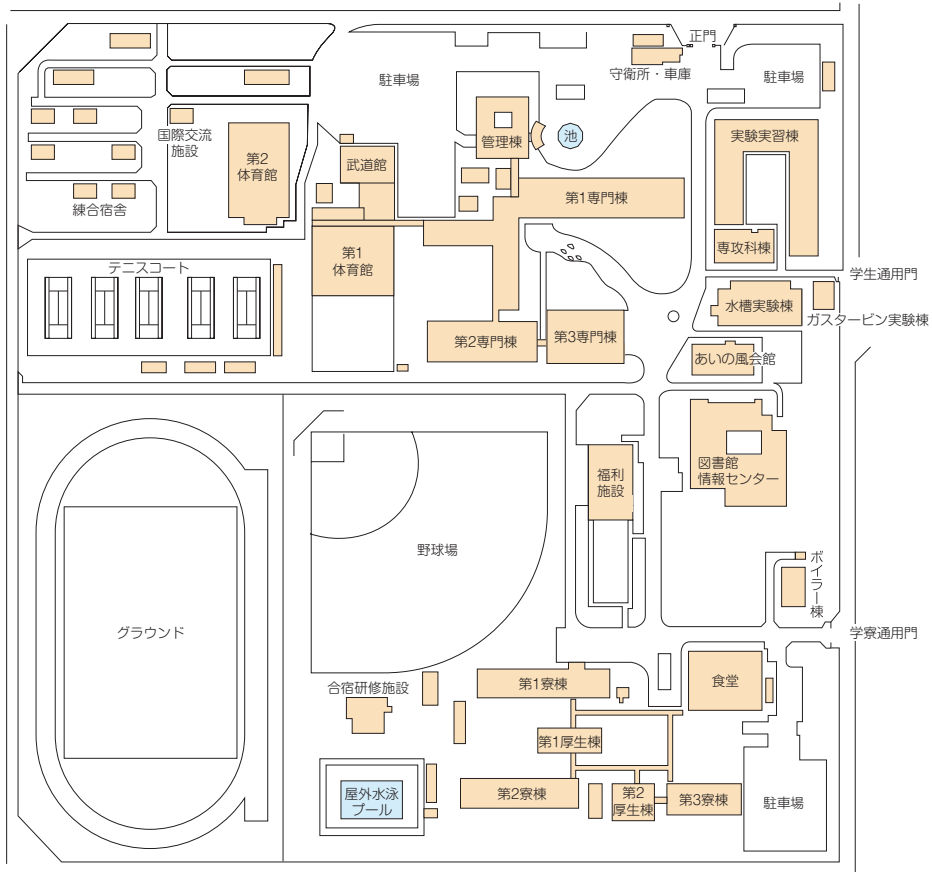 正門
守衛所・車庫
駐車場
駐車場
国際交流
施設
第2
体育館
武道館
管理棟
池
実験実習棟
第1専門棟
練合宿舎
専攻科棟
第1
体育館
テニスコート
学生通用門
水槽実験棟
ガスタービン実験棟
第2専門棟
第3専門棟
あいの風会館
図書館
情報センター
福利
施設
野球場
ボイラー棟
グラウンド
学寮通用門
合宿研修施設
第1寮棟
食堂
第1厚生棟
屋外水泳
プール
第2寮棟
第2
厚生棟
第3寮棟
駐車場